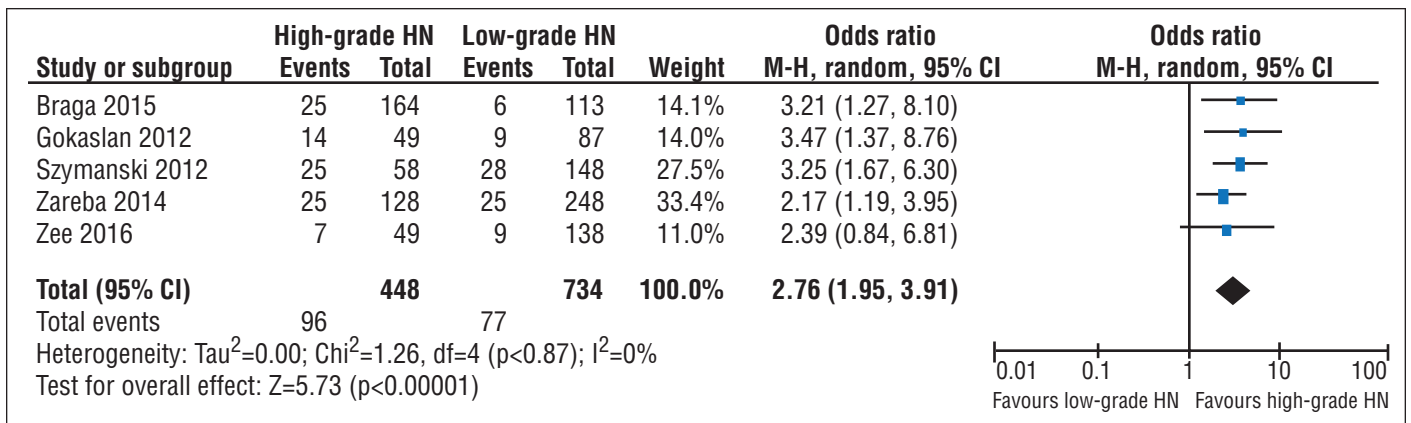 High-grade HN Low-grade HN Odds ratio Odds ratio
Study or subgroup Events Total Events Total Weight M-H, random, 95% CI M-H, random, 95% CI
Braga 2015 25 164 6 113 14.1% 3.21 (1.27, 8.10)
Gokaslan 2012 14 49 9 87 14.0% 3.47 (1.37, 8.76)
Szymanski 2012 25 58 28 148 27.5% 3.25 (1.67, 6.30)
Zareba 2014 25 128 25 248 33.4% 2.17 (1.19, 3.95)
Zee 2016 7 49 9 138 11.0% 2.39 (0.84, 6.81)
Total (95% CI) 448 734 100.0% 2.76 (1.95, 3.91)
Total events 96 77
Heterogeneity: Tau²=0.00; Chi²=1.26, df=4 (p<0.87); I²=0%
Test for overall effect: Z=5.73 (p<0.00001)
0.01 0.1 1 10 100
Favours low-grade HN Favours high-grade HN